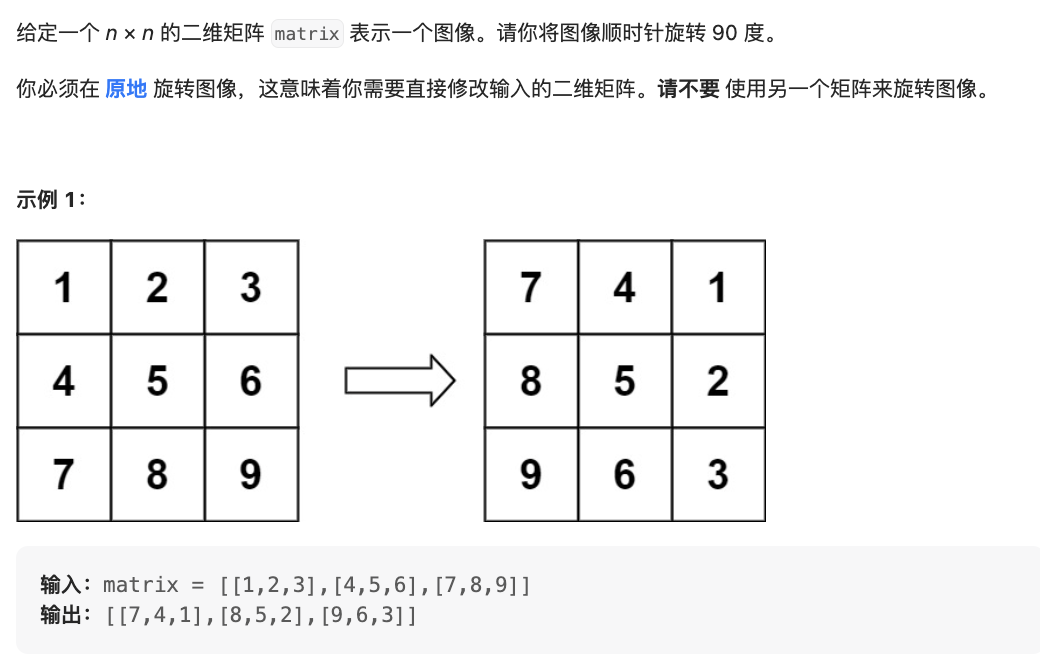 给定一个 n × n 的二维矩阵 matrix 表示一个图像。请你将图像顺时针旋转 90 度。
你必须在 原地 旋转图像，这意味着你需要直接修改输入的二维矩阵。请不要 使用另一个矩阵来旋转图像。
示例 1：
1 2 3 7 4 1
4 5 6 8 5 2
7 8 9 9 6 3
输入：matrix = [[1,2,3],[4,5,6],[7,8,9]]
输出：[[7,4,1],[8,5,2],[9,6,3]]